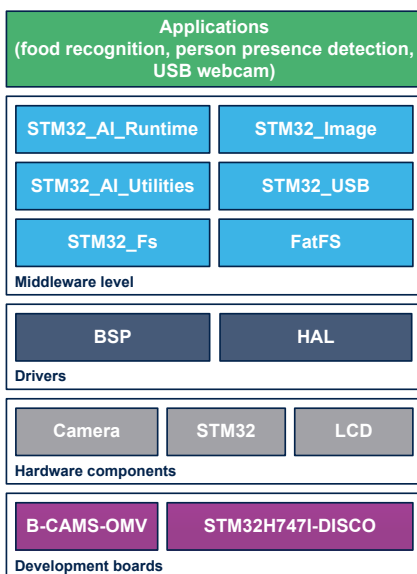 Applications
(food recognition, person presence detection,
USB webcam)
STM32_AI_Runtime STM32_Image
STM32_AI_Utilities STM32_USB
STM32_Fs FatFS
Middleware level
BSP HAL
Drivers
Camera STM32 LCD
Hardware components
B-CAMS-OMV STM32H747I-DISCO
Development boards